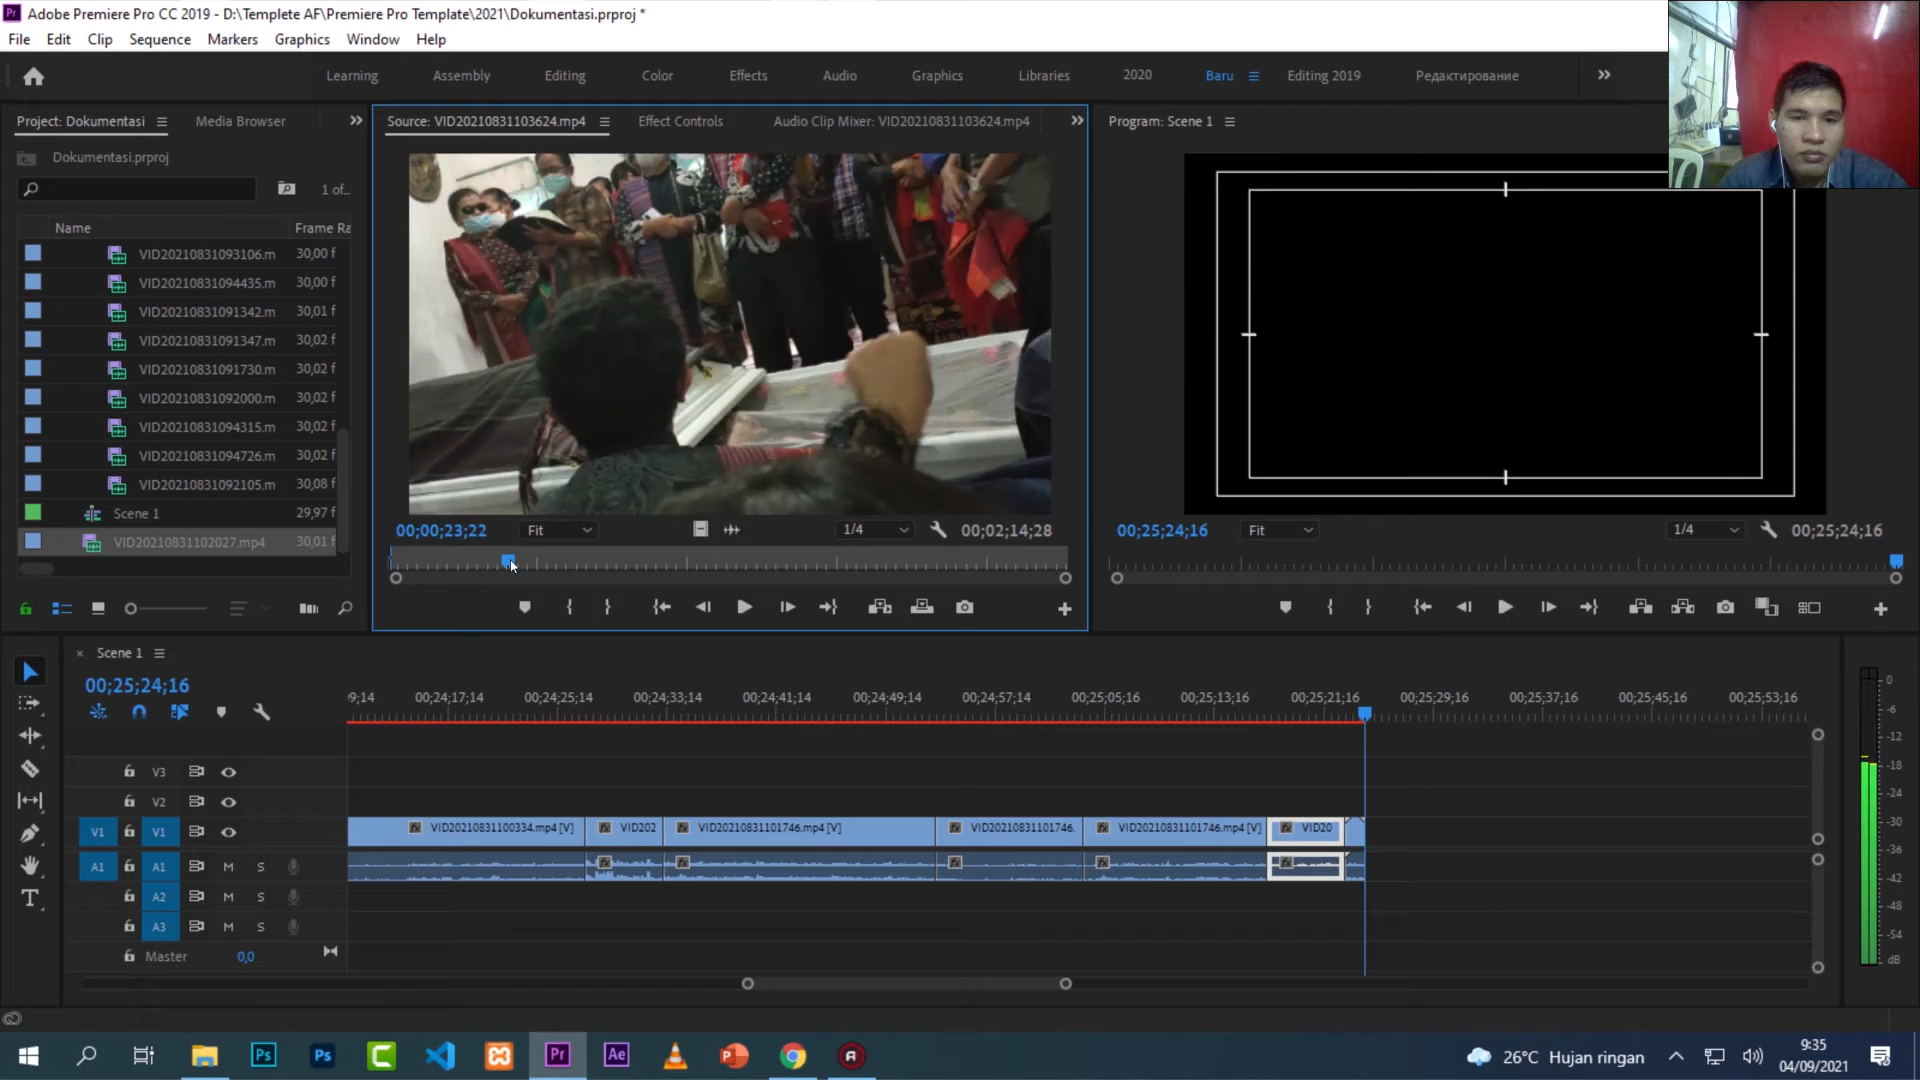 Adobe Premiere Pro CC 2019 - D:\Templete AF\Premiere Pro Template\2021\Dokumentasi.prproj *
File Edit Clip Sequence Markers Graphics Window Help
Learning Assembly Editing Color Effects Audio Graphics Libraries 2020 Baru Editing 2019 Редактирование
Project: Dokumentasi Media Browser
Source: VID20210831103624.mp4 Effect Controls Audio Clip Mixer: VID20210831103624.mp4
Program: Scene 1
Dokumentasi.prproj
1 of...
Name Frame Ra
VID20210831093106.m 30,00 f
VID20210831094435.m 30,00 f
VID20210831091342.m 30,01 f
VID20210831091347.m 30,02 f
VID20210831091730.m 30,02 f
VID20210831092000.m 30,02 f
VID20210831094315.m 30,02 f
VID20210831094726.m 30,02 f
VID20210831092105.m 30,08 f
Scene 1 29,97 f
VID20210831102027.mp4 30,01 f
00;00;23;22 Fit 1/4 00;02;14;28
00;25;24;16 Fit 1/4 00;25;24;16
Scene 1
00;25;24;16
9;14 00;24;17;14 00;24;25;14 00;24;33;14 00;24;41;14 00;24;49;14 00;24;57;14 00;25;05;16 00;25;13;16 00;25;21;16 00;25;29;16 00;25;37;16 00;25;45;16 00;25;53;16
V3
V2
V1 V1 VID20210831100334.mp4 [V] VID202 VID20210831101746.mp4 [V] VID20210831101746. VID20210831101746.mp4 [V] VID20
A1 A1 M S
A2 M S
A3 M S
Master 0,0
0
-6
-12
-18
-24
-30
-36
-42
-48
-54
dB
Ps Ps C Pr Ae
26°C Hujan ringan
9:35
04/09/2021